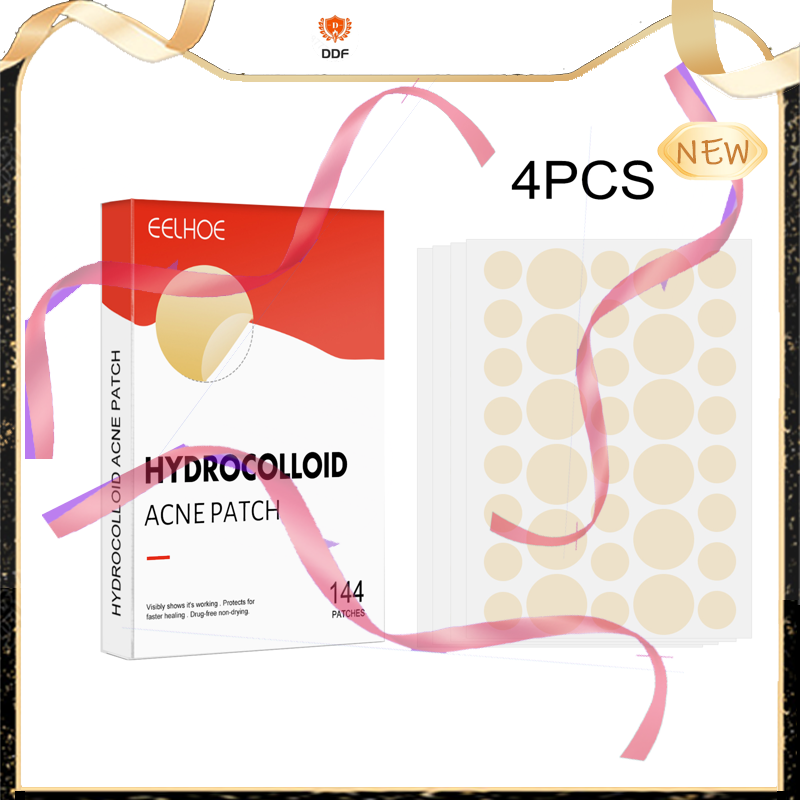 DDF
NEW
4PCS
EELHOE
HYDROCOLLOID ACNE PATCH
HYDROCOLLOID
ACNE PATCH
144
PATCHES
Visibly shows it's working . Protects for
faster healing . Drug-free non-drying.